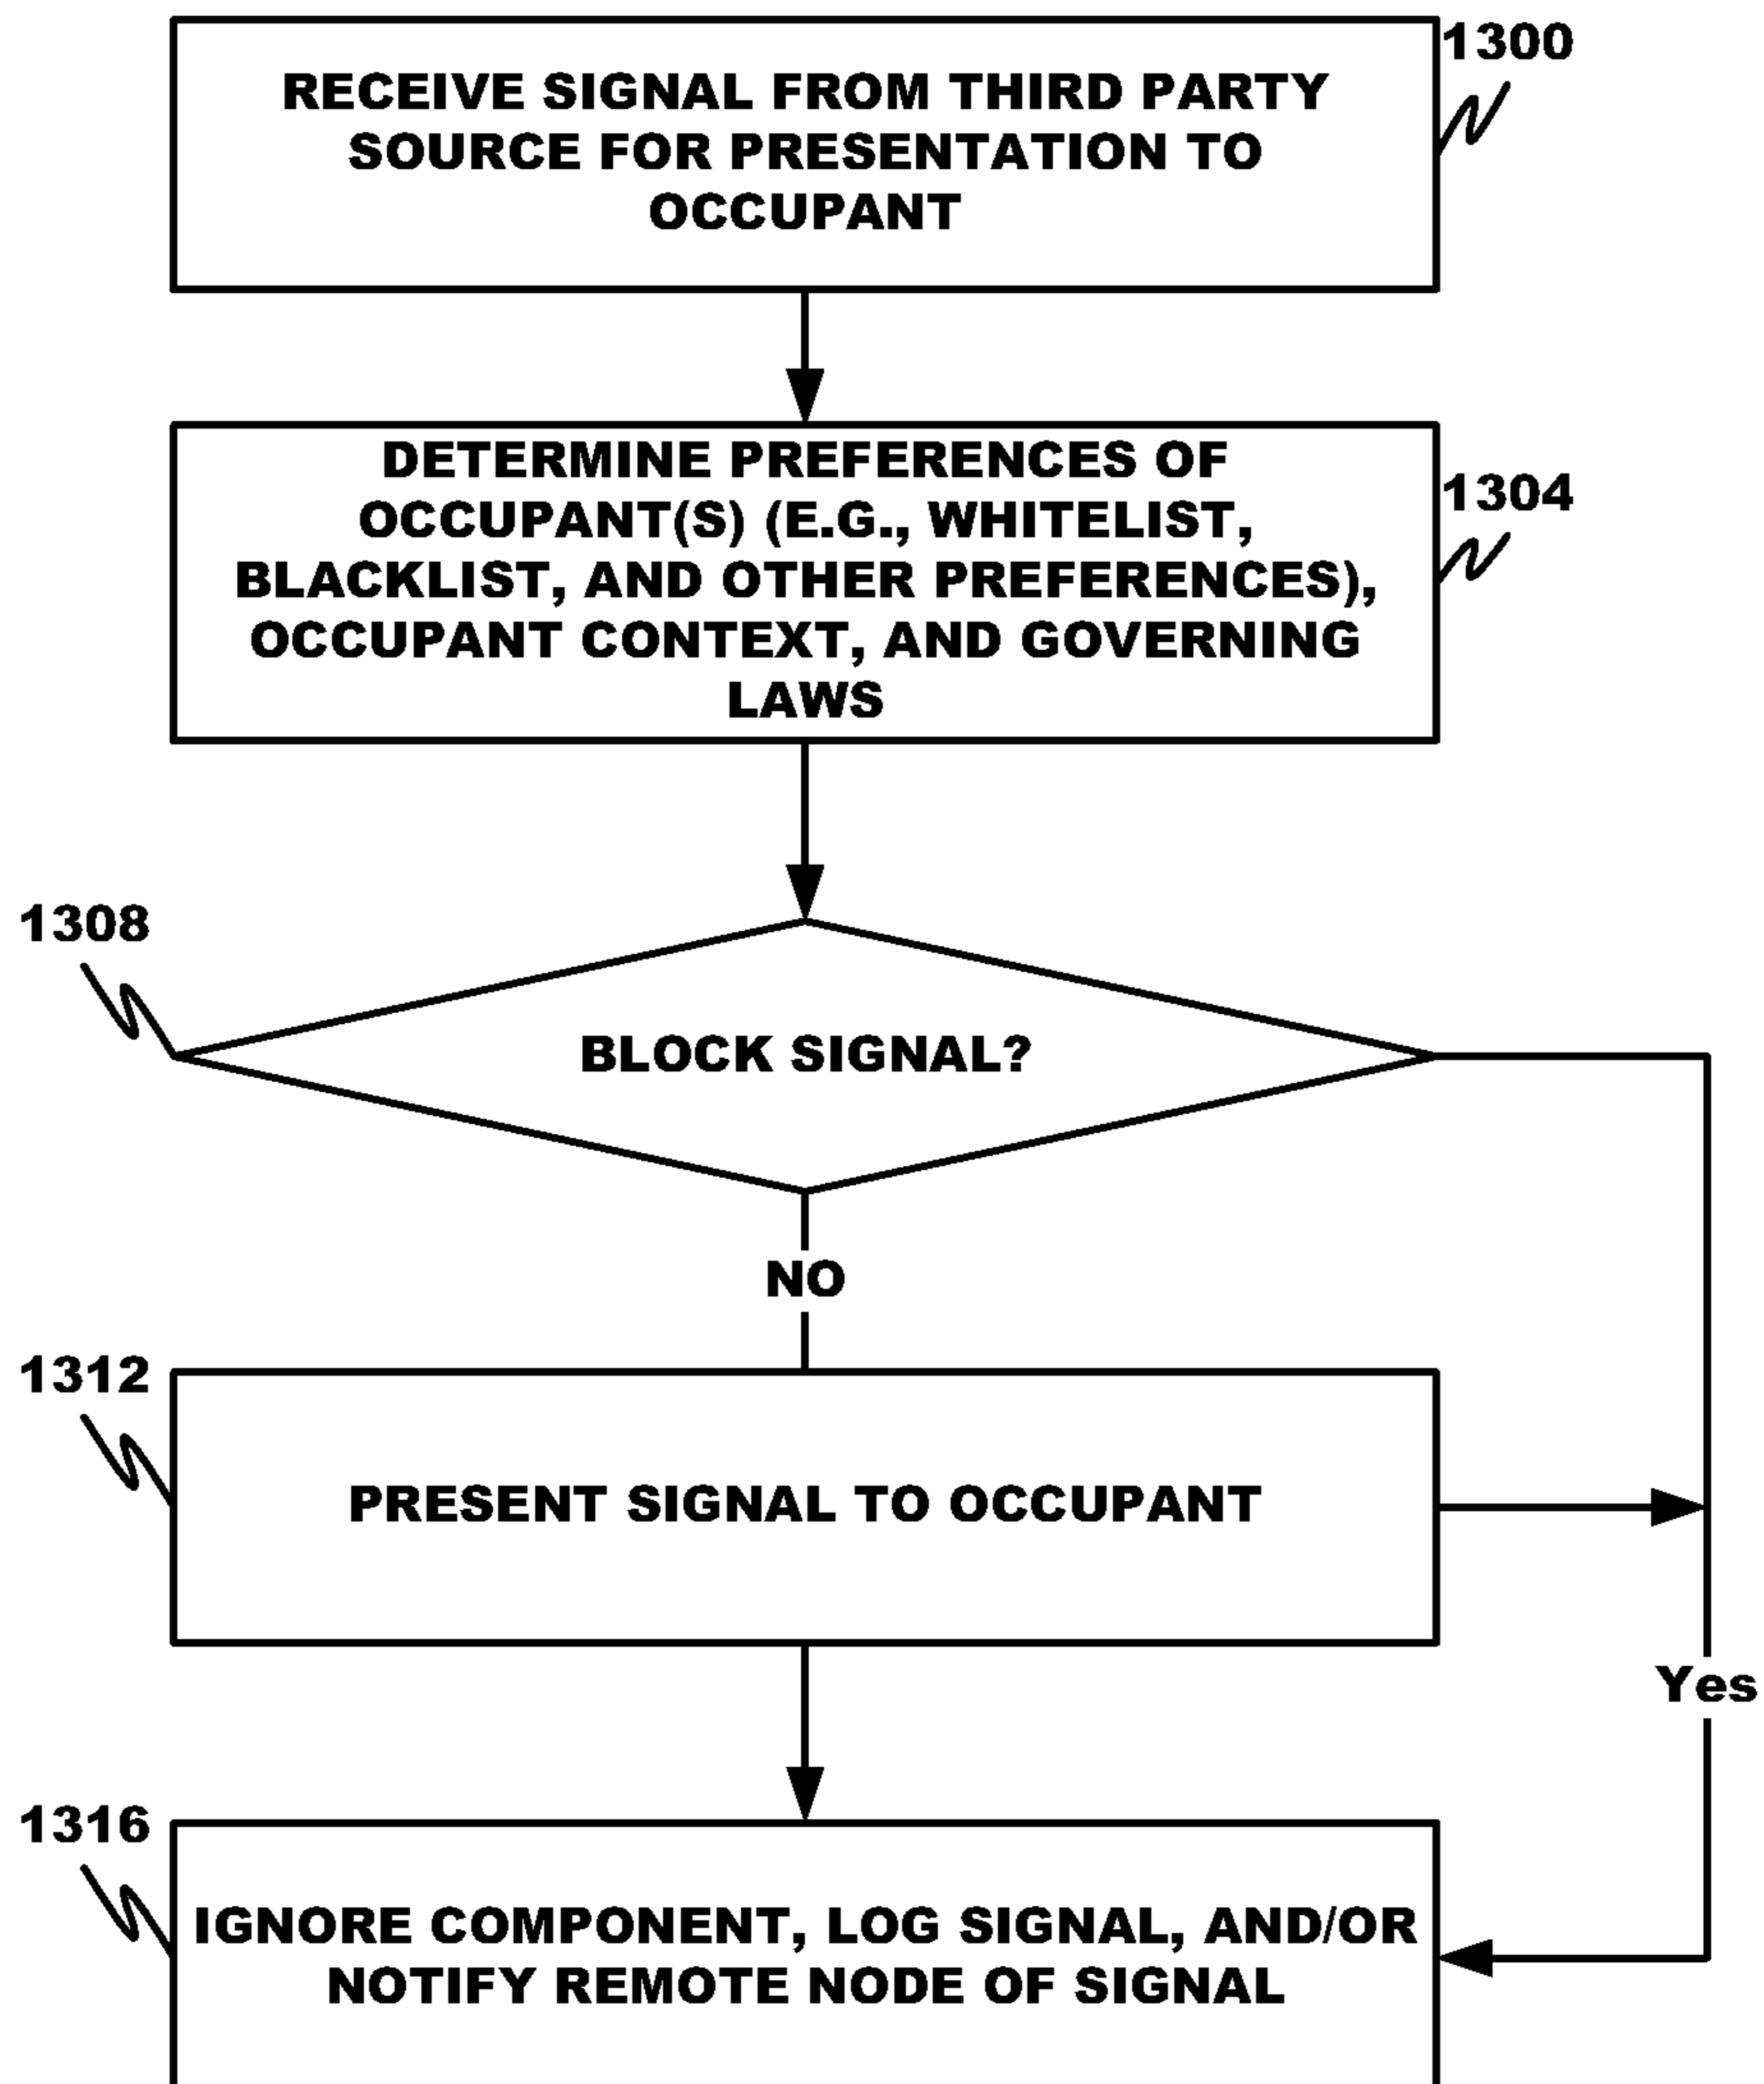 1300
RECEIVE SIGNAL FROM THIRD PARTY
SOURCE FOR PRESENTATION TO
OCCUPANT
DETERMINE PREFERENCES OF
OCCUPANT(S) (E.G., WHITELIST,
BLACKLIST, AND OTHER PREFERENCES),
OCCUPANT CONTEXT, AND GOVERNING
LAWS
1304
1308
BLOCK SIGNAL?
NO
1312
PRESENT SIGNAL TO OCCUPANT
Yes
1316
IGNORE COMPONENT, LOG SIGNAL, AND/OR
NOTIFY REMOTE NODE OF SIGNAL